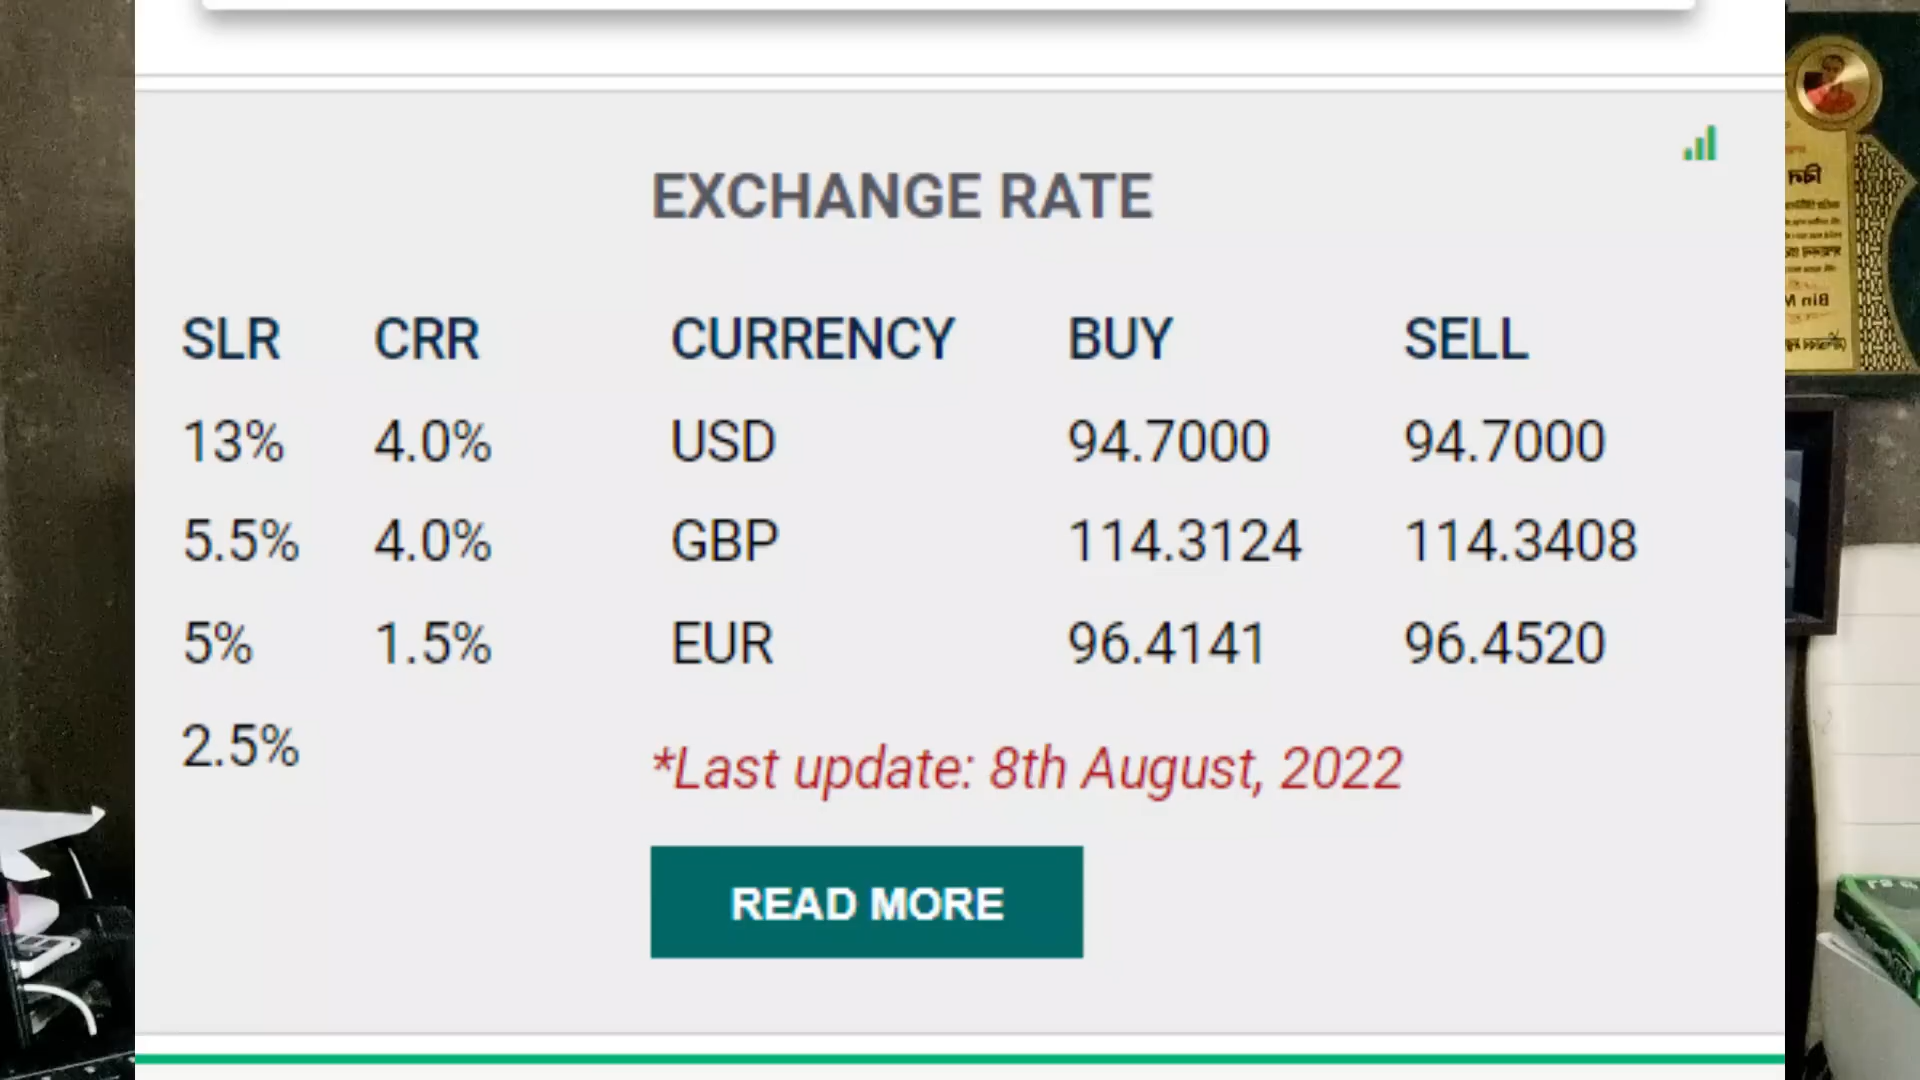 EXCHANGE RATE
SLR CRR CURRENCY BUY SELL
13% 4.0% USD 94.7000 94.7000
5.5% 4.0% GBP 114.3124 114.3408
5% 1.5% EUR 96.4141 96.4520
2.5%
*Last update: 8th August, 2022
READ MORE